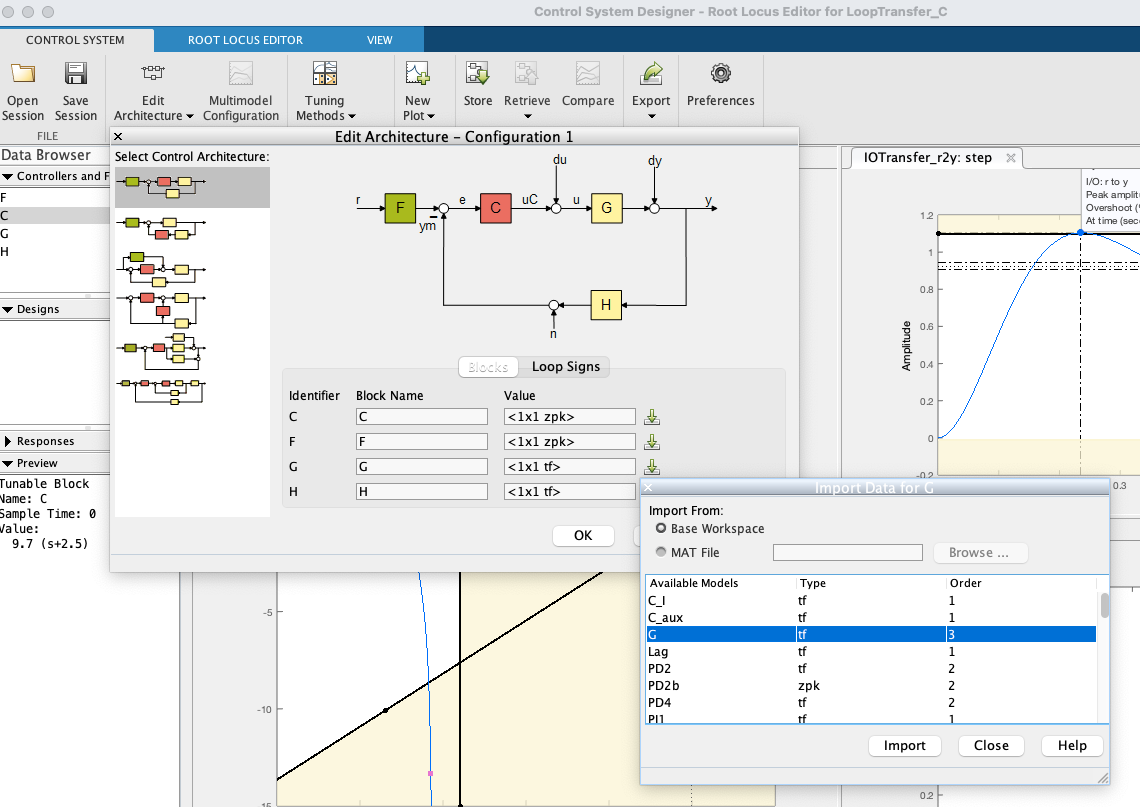 Control System Designer - Root Locus Editor for LoopTransfer_C
CONTROL SYSTEM
ROOT LOCUS EDITOR
VIEW
Open Session
Save Session
Edit Architecture
Multimodel Configuration
Tuning Methods
New Plot
Store
Retrieve
Compare
Export
Preferences
FILE
Data Browser
Controllers and F
F
C
G
H
Designs
Responses
Preview
Tunable Block
Name: C
Sample Time: 0
Value:
9.7 (s+2.5)
Edit Architecture - Configuration 1
Select Control Architecture:
r
F
ym
e
C
uC
du
u
G
dy
y
H
n
Blocks
Loop Signs
Identifier Block Name Value
C C <1x1 zpk>
F F <1x1 zpk>
G G <1x1 tf>
H H <1x1 tf>
OK
IOTransfer_r2y: step
I/O: r to y
Peak amplitu
Overshoot (
At time (sec
Amplitude
1.2
1
0.8
0.6
0.4
0.2
0
-0.2
0.3
-5
-10
-15
0.2
Import Data for G
Import From:
Base Workspace
MAT File
Browse ...
Available Models Type Order
C_I tf 1
C_aux tf 1
G tf 3
Lag tf 1
PD2 tf 2
PD2b zpk 2
PD4 tf 2
PI1 tf 1
Import
Close
Help